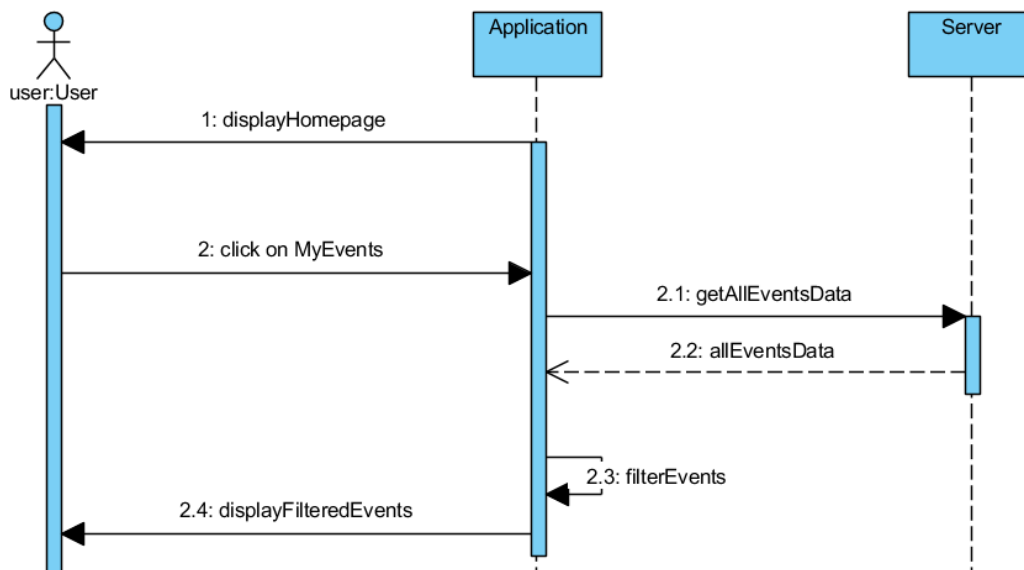 Application
Server
user:User
1: displayHomepage
2: click on MyEvents
2.1: getAllEventsData
2.2: allEventsData
2.3: filterEvents
2.4: displayFilteredEvents